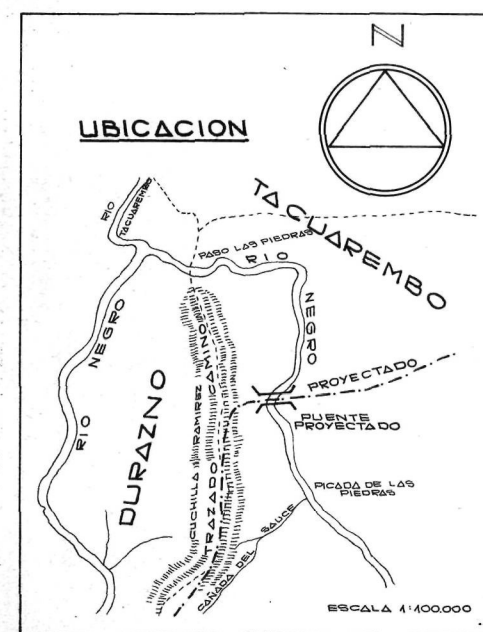 N
UBICACION
RIO
TACUAREMBO
TACUAREMBO
PASO LAS PIEDRAS
RIO
NEGRO
RIO
NEGRO
DURAZNO
CUCHILLA RAMIREZ
TRAZADO CAMINO
PROYECTADO
PUENTE
PROYECTADO
PICADA DE LAS
PIEDRAS
CAÑADA DEL SAUCE
ESCALA 1:100.000